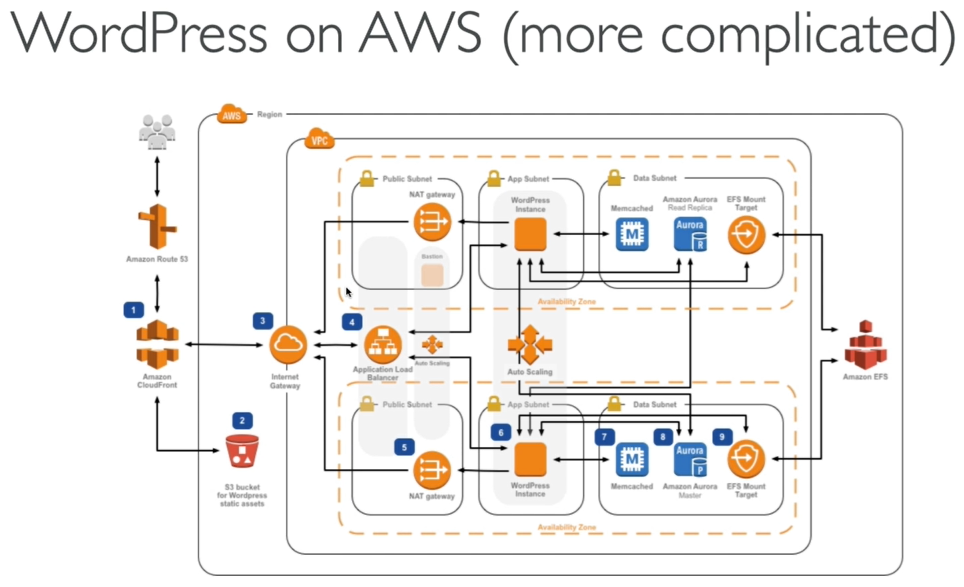 WordPress on AWS (more complicated)
AWS
Region
VPC
Public Subnet
App Subnet
Data Subnet
NAT gateway
WordPress
Instance
Memcached
Amazon Aurora
Read Replica
EFS Mount
Target
M
Aurora
R
Amazon Route 53
Bastion
Availability Zone
1
3
4
Amazon
CloudFront
Internet
Gateway
Application Load
Balancer
Auto Scaling
Auto Scaling
Amazon EFS
Public Subnet
App Subnet
Data Subnet
2
5
6
7
8
9
M
Aurora
P
S3 bucket
for Wordpress
static assets
NAT gateway
WordPress
Instance
Memcached
Amazon Aurora
Master
EFS Mount
Target
Availability Zone